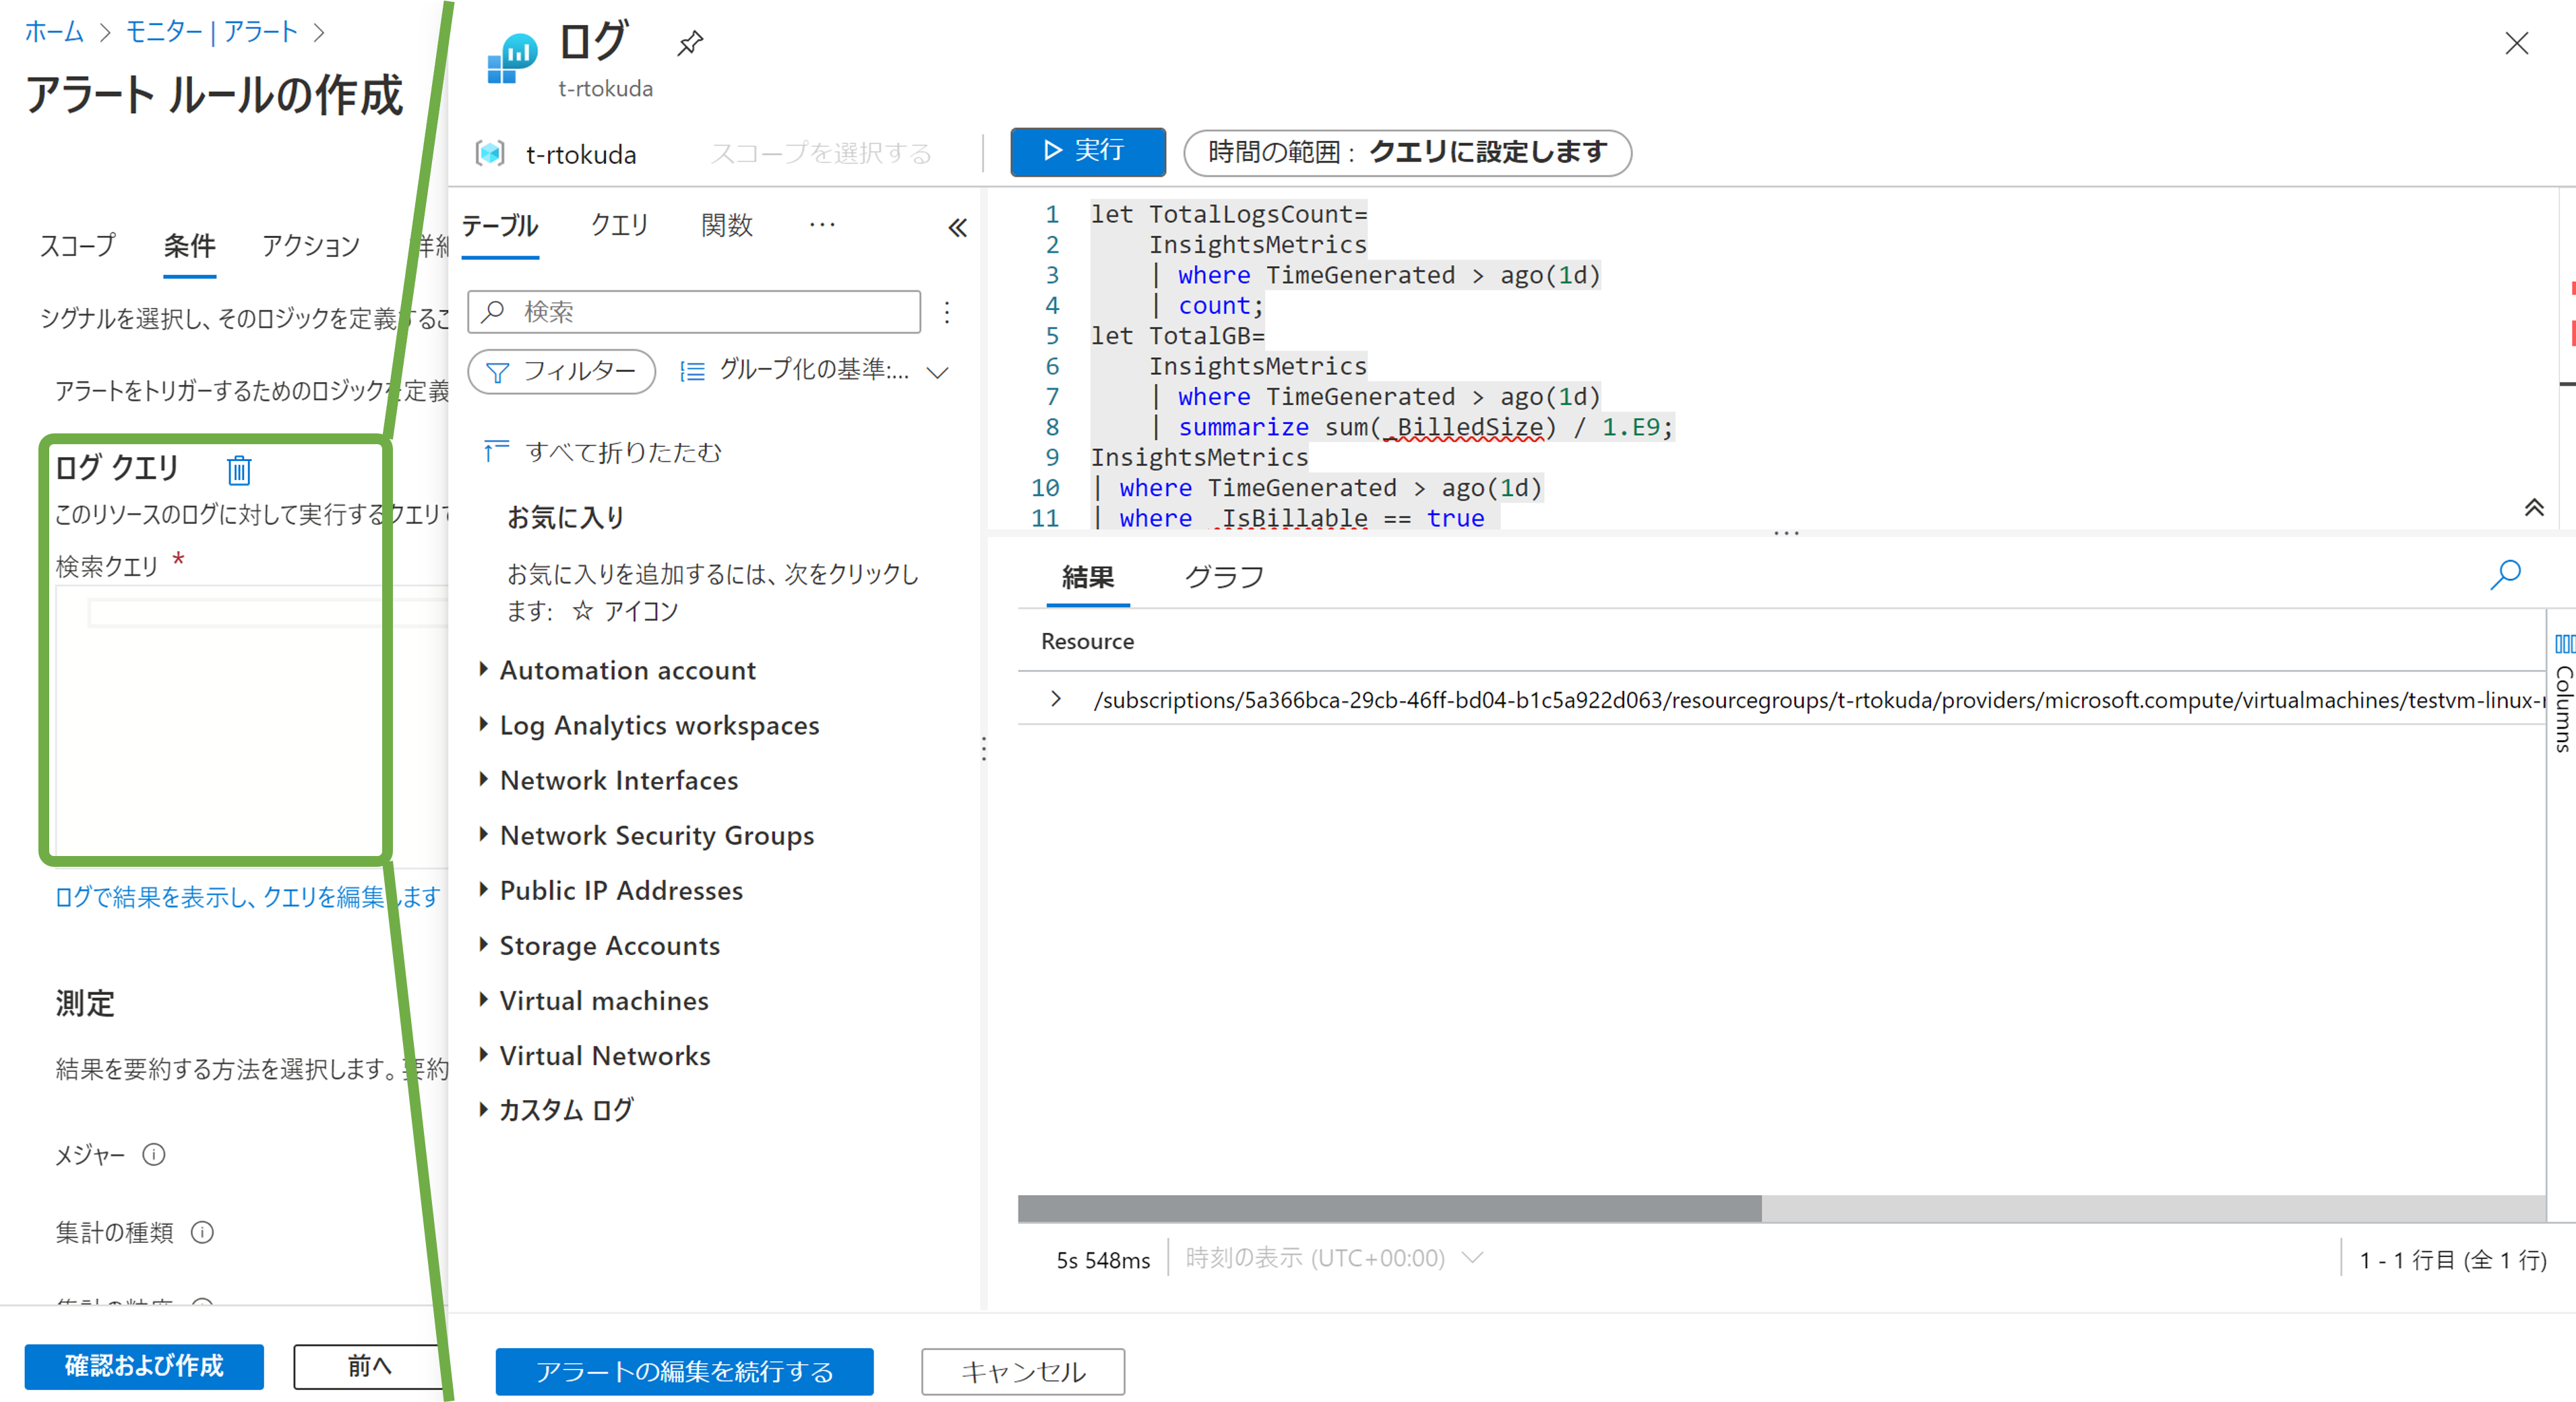 ホーム > モニター | アラート >
アラート ルールの作成
スコープ 条件 アクション
シグナルを選択し、そのロジックを定義するこ
アラートをトリガーするためのロジックを定義
ログ クエリ
このリソースのログに対して実行するクエリで
検索クエリ *
ログで結果を表示し、クエリを編集します
測定
結果を要約する方法を選択します。要約
メジャー
集計の種類
確認および作成 前へ
ログ
t-rtokuda
t-rtokuda スコープを選択する 実行 時間の範囲 : クエリに設定します
テーブル クエリ 関数 ...
検索
フィルター グループ化の基準:...
すべて折りたたむ
お気に入り
お気に入りを追加するには、次をクリックし
ます: ☆ アイコン
Automation account
Log Analytics workspaces
Network Interfaces
Network Security Groups
Public IP Addresses
Storage Accounts
Virtual machines
Virtual Networks
カスタム ログ
1 let TotalLogsCount=
2 InsightsMetrics
3 | where TimeGenerated > ago(1d)
4 | count;
5 let TotalGB=
6 InsightsMetrics
7 | where TimeGenerated > ago(1d)
8 | summarize sum(_BilledSize) / 1.E9;
9 InsightsMetrics
10 | where TimeGenerated > ago(1d)
11 | where _IsBillable == true
結果 グラフ
Resource
/subscriptions/5a366bca-29cb-46ff-bd04-b1c5a922d063/resourcegroups/t-rtokuda/providers/microsoft.compute/virtualmachines/testvm-linux-
Columns
5s 548ms 時刻の表示 (UTC+00:00) 1 - 1 行目 (全 1 行)
アラートの編集を続行する キャンセル